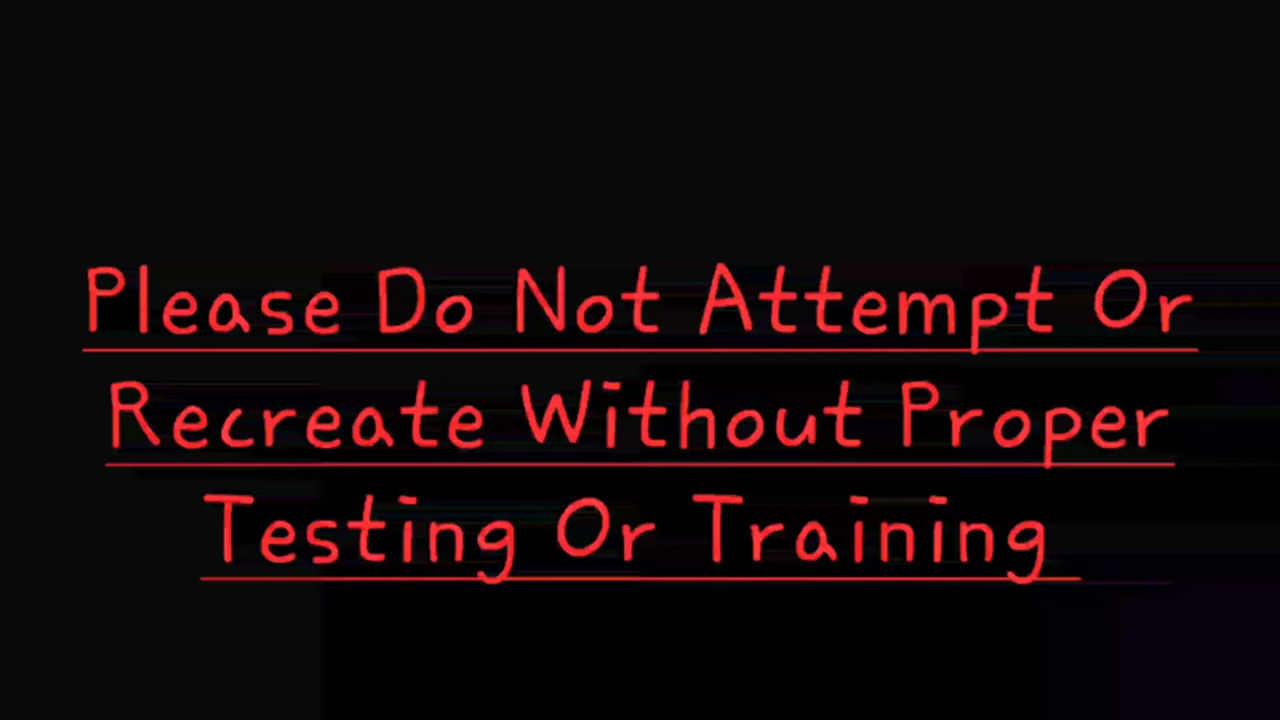 Please Do Not Attempt Or
Recreate Without Proper
Testing Or Training